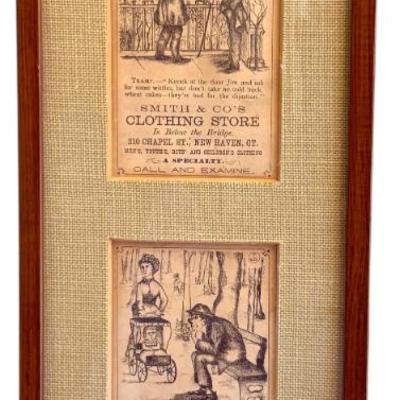 TRAMP.—"Knock at the door Jim and ask
for some wittles, but don't take no cold buck
wheat cakes—they're bad for the digestion."
SMITH & CO'S
CLOTHING STORE
Is Below the Bridge.
210 CHAPEL ST., NEW HAVEN, CT.
MEN'S, YOUTH'S, BOYS' AND CHILDREN'S CLOTHING
A SPECIALTY.
CALL AND EXAMINE.